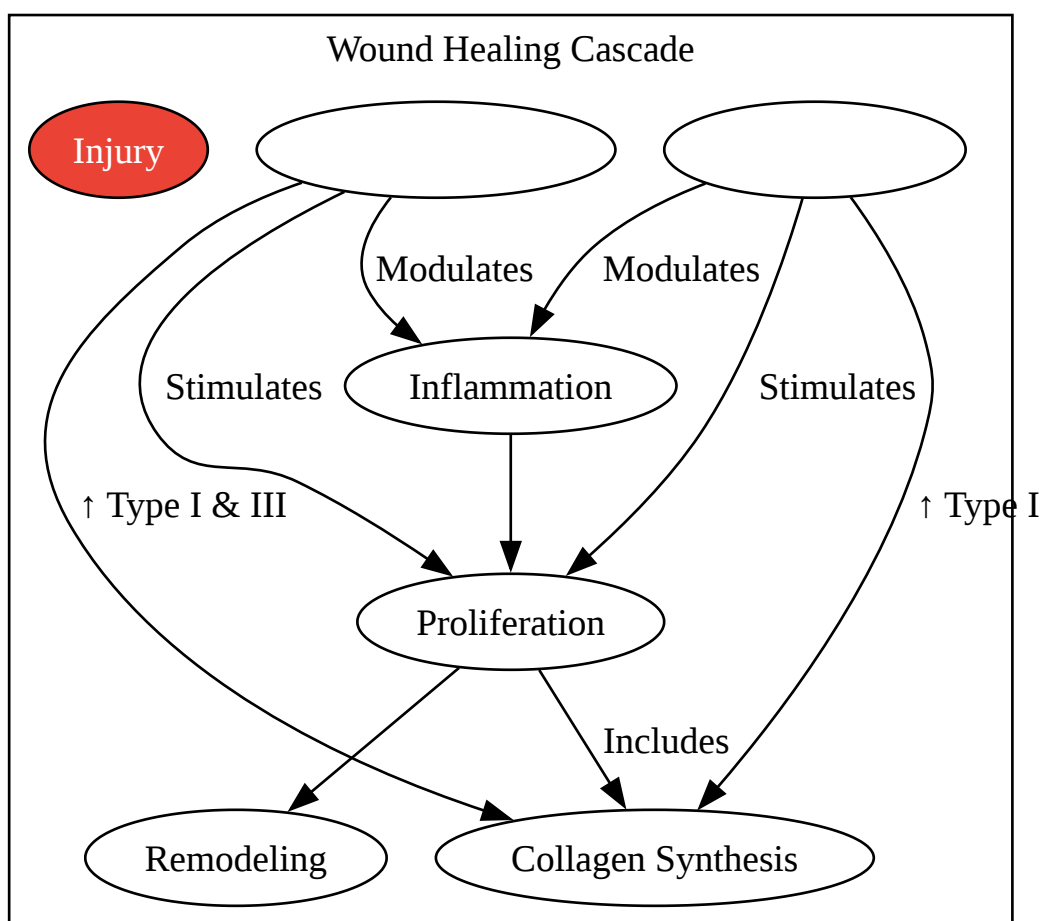 Wound Healing Cascade
Injury
Modulates
Modulates
Stimulates
Inflammation
Stimulates
↑ Type I & III
↑ Type I
Proliferation
Includes
Remodeling
Collagen Synthesis